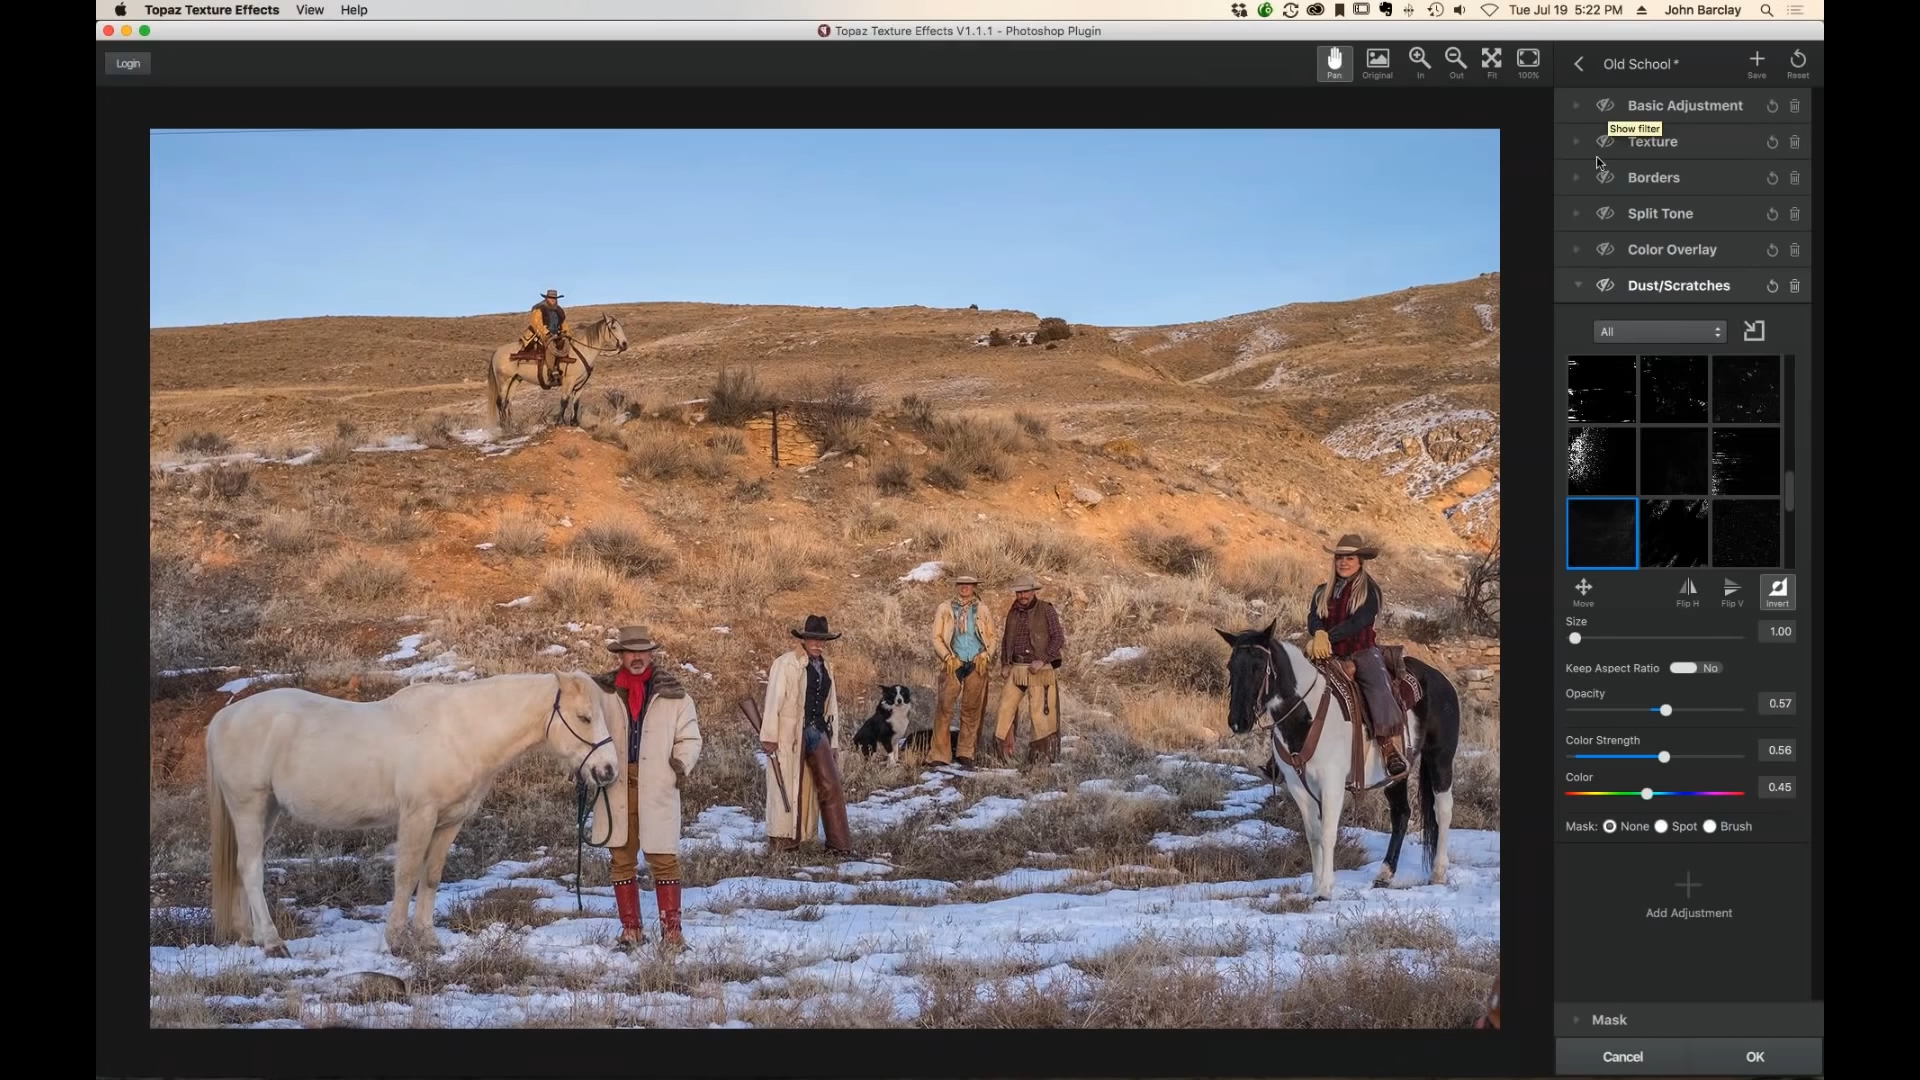 Topaz Texture Effects View Help Tue Jul 19 5:22 PM John Barclay
Topaz Texture Effects V1.1.1 - Photoshop Plugin
Login Pan Original In Out Fit 100% Old School * Save Reset
Basic Adjustment
Show filter
Texture
Borders
Split Tone
Color Overlay
Dust/Scratches
All
Move Flip H Flip V Invert
Size 1.00
Keep Aspect Ratio No
Opacity 0.57
Color Strength 0.56
Color 0.45
Mask: None Spot Brush
Add Adjustment
Mask
Cancel OK